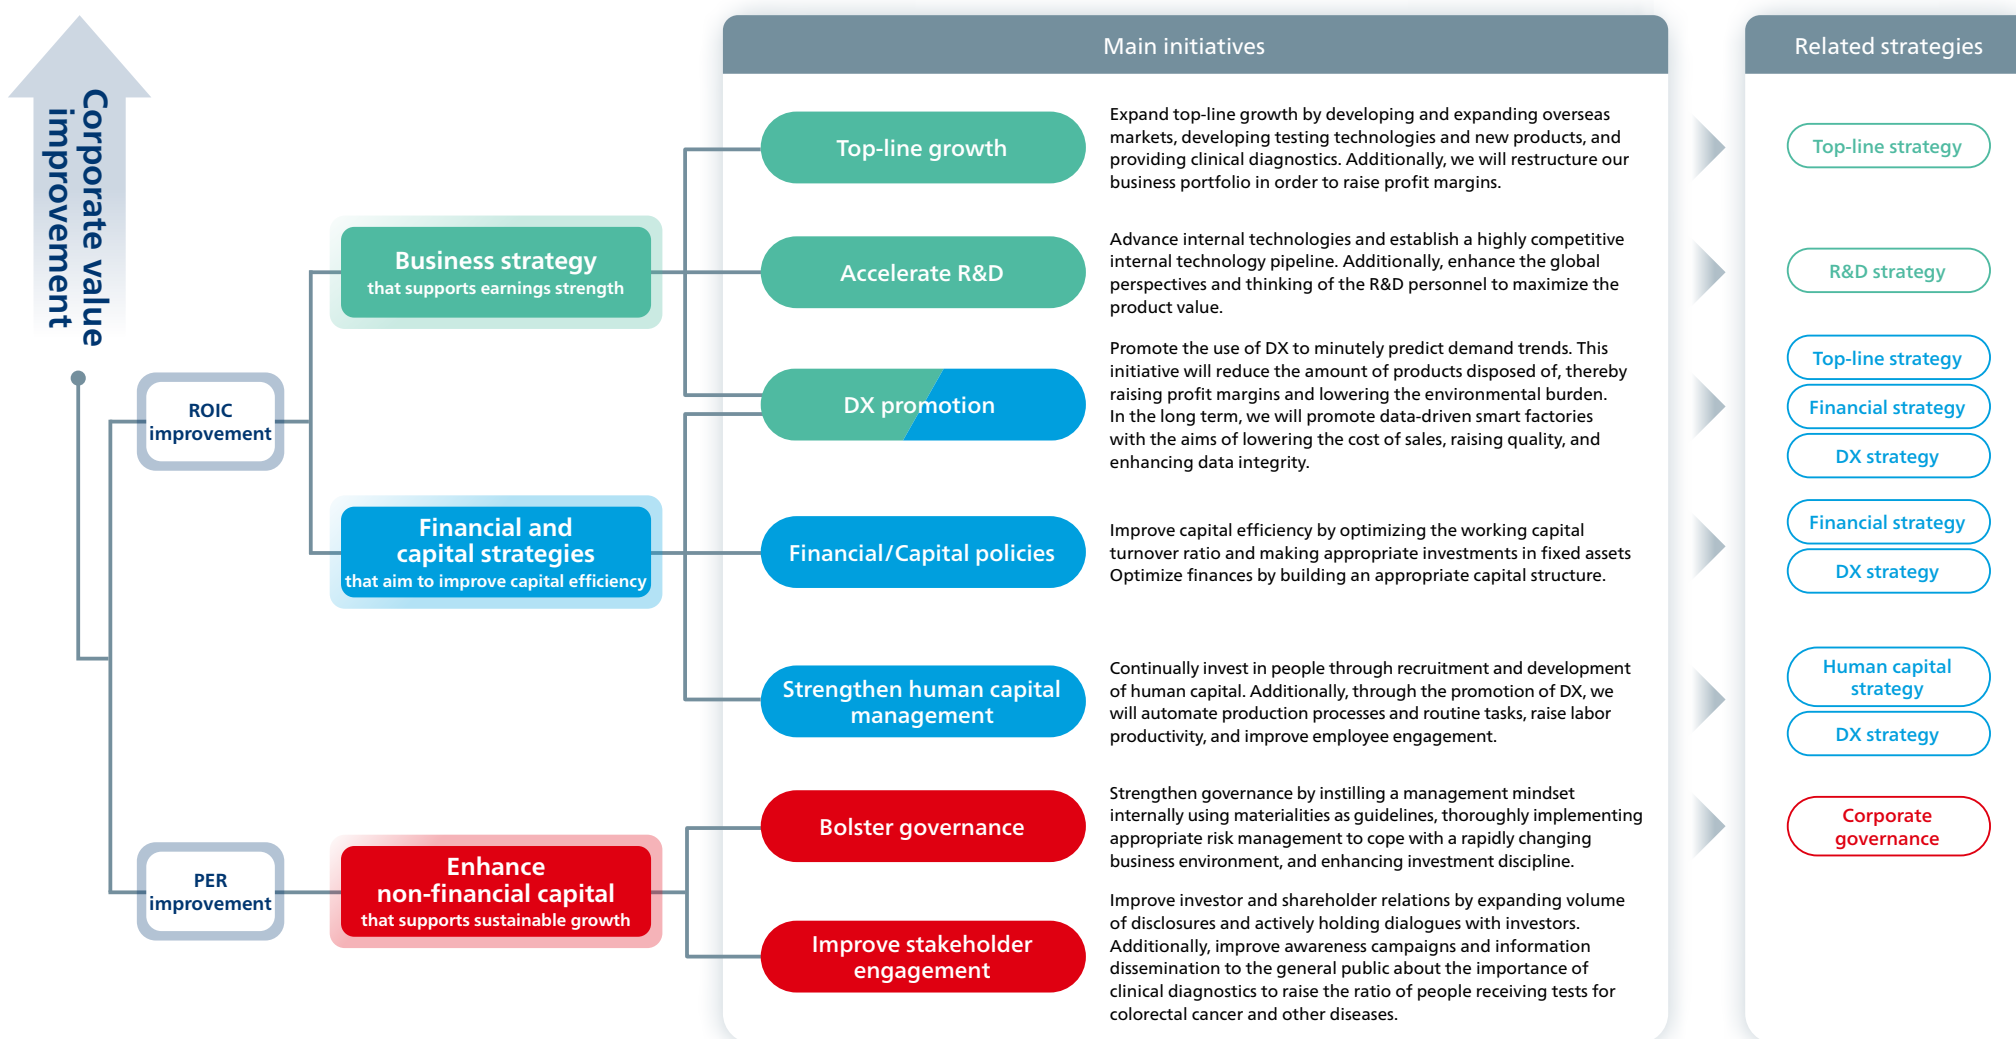 Corporate value
improvement
ROIC
improvement
PER
improvement
Business strategy
that supports earnings strength
Financial and
capital strategies
that aim to improve capital efficiency
Enhance
non-financial capital
that supports sustainable growth
Main initiatives
Top-line growth
Expand top-line growth by developing and expanding overseas
markets, developing testing technologies and new products, and
providing clinical diagnostics. Additionally, we will restructure our
business portfolio in order to raise profit margins.
Accelerate R&D
Advance internal technologies and establish a highly competitive
internal technology pipeline. Additionally, enhance the global
perspectives and thinking of the R&D personnel to maximize the
product value.
DX promotion
Promote the use of DX to minutely predict demand trends. This
initiative will reduce the amount of products disposed of, thereby
raising profit margins and lowering the environmental burden.
In the long term, we will promote data-driven smart factories
with the aims of lowering the cost of sales, raising quality, and
enhancing data integrity.
Financial/Capital policies
Improve capital efficiency by optimizing the working capital
turnover ratio and making appropriate investments in fixed assets
Optimize finances by building an appropriate capital structure.
Strengthen human capital
management
Continually invest in people through recruitment and development
of human capital. Additionally, through the promotion of DX, we
will automate production processes and routine tasks, raise labor
productivity, and improve employee engagement.
Bolster governance
Strengthen governance by instilling a management mindset
internally using materialities as guidelines, thoroughly implementing
appropriate risk management to cope with a rapidly changing
business environment, and enhancing investment discipline.
Improve stakeholder
engagement
Improve investor and shareholder relations by expanding volume
of disclosures and actively holding dialogues with investors.
Additionally, improve awareness campaigns and information
dissemination to the general public about the importance of
clinical diagnostics to raise the ratio of people receiving tests for
colorectal cancer and other diseases.
Related strategies
Top-line strategy
R&D strategy
Top-line strategy
Financial strategy
DX strategy
Financial strategy
DX strategy
Human capital
strategy
DX strategy
Corporate
governance